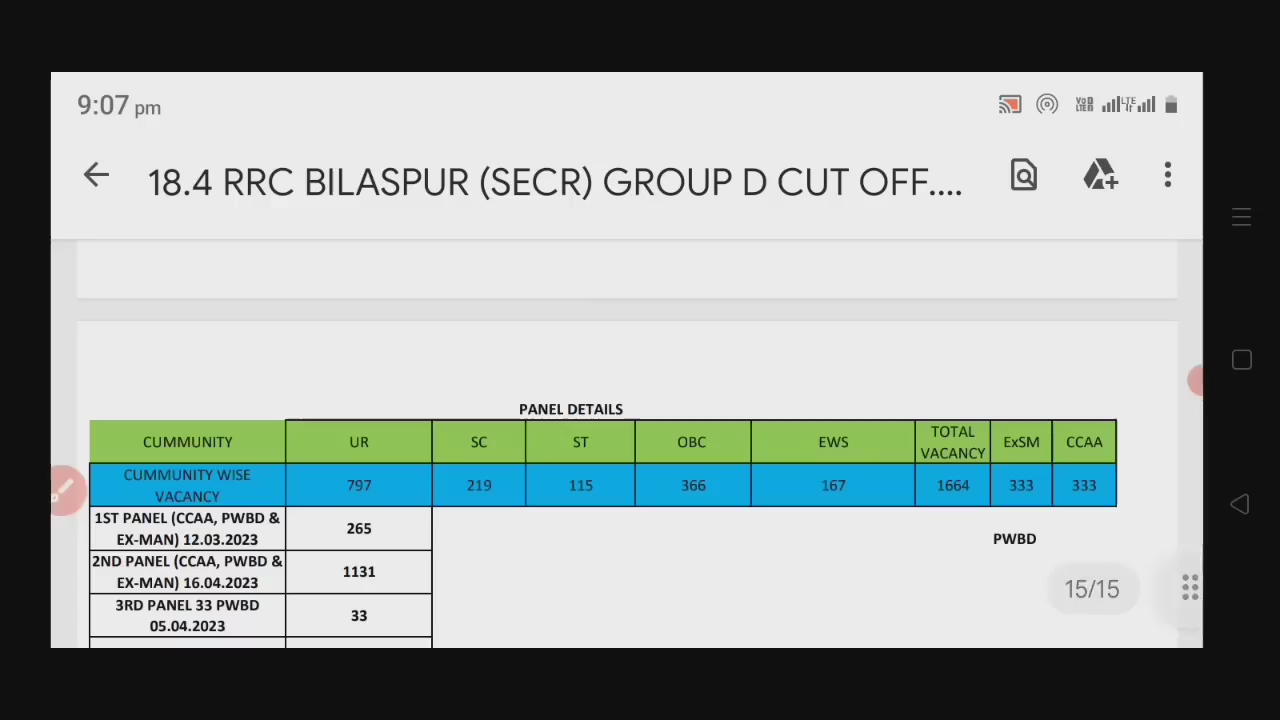 9:07 pm
VoD LTED LTE
18.4 RRC BILASPUR (SECR) GROUP D CUT OFF....
PANEL DETAILS
CUMMUNITY UR SC ST OBC EWS TOTAL VACANCY ExSM CCAA
CUMMUNITY WISE VACANCY 797 219 115 366 167 1664 333 333
1ST PANEL (CCAA, PWBD & EX-MAN) 12.03.2023 265
PWBD
2ND PANEL (CCAA, PWBD & EX-MAN) 16.04.2023 1131
15/15
3RD PANEL 33 PWBD 05.04.2023 33